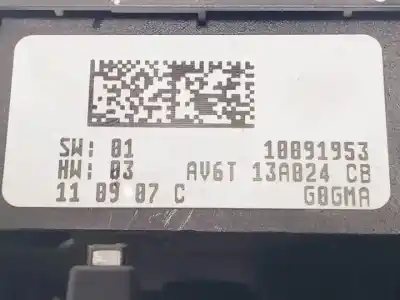 SW: 01 10091953
HW: 03 AV6T 13A024 CB
11 09 07 C G0GMA